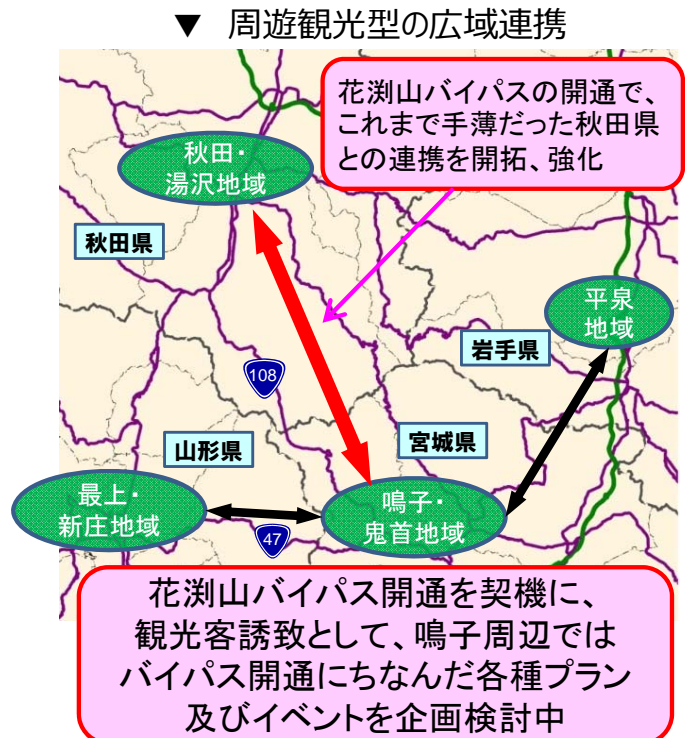 ▼ 周遊観光型の広域連携
花渕山バイパスの開通で、
これまで手薄だった秋田県
との連携を開拓、強化
秋田・
湯沢地域
秋田県
平泉
地域
岩手県
108
宮城県
山形県
最上・
新庄地域
鳴子・
鬼首地域
47
花渕山バイパス開通を契機に、
観光客誘致として、鳴子周辺では
バイパス開通にちなんだ各種プラン
及びイベントを企画検討中